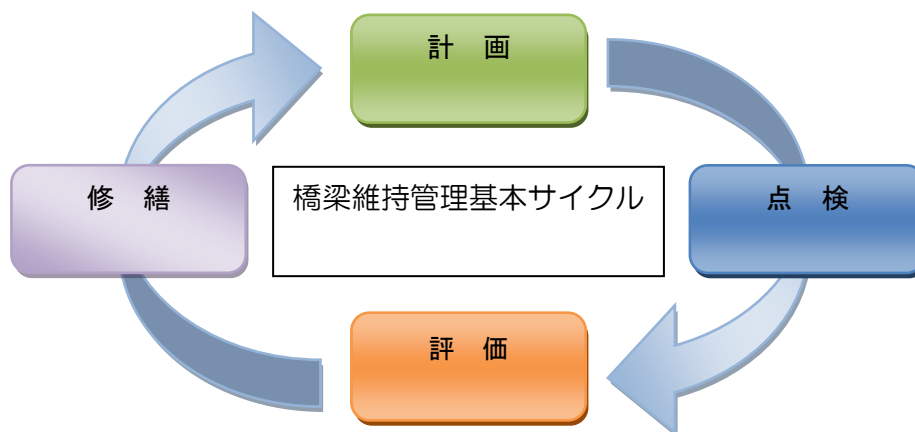 計　画
修　繕
橋梁維持管理基本サイクル
点　検
評　価